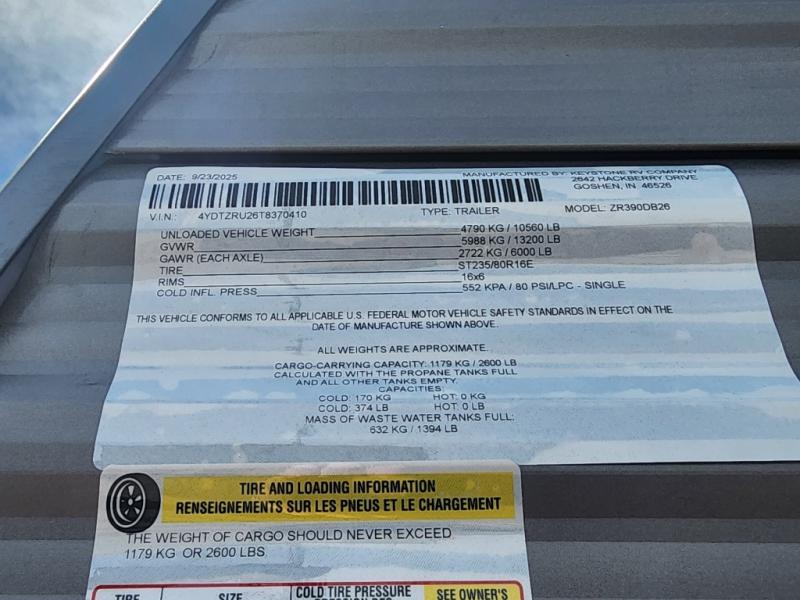 DATE: 9/23/2025
MANUFACTURED BY: KEYSTONE RV COMPANY
2642 HACKBERRY DRIVE
GOSHEN, IN 46526
V.I.N.: 4YDTZRU26T8370410 TYPE: TRAILER MODEL: ZR390DB26
UNLOADED VEHICLE WEIGHT 4790 KG / 10560 LB
GVWR 5988 KG / 13200 LB
GAWR (EACH AXLE) 2722 KG / 6000 LB
TIRE ST235/80R16E
RIMS 16x6
COLD INFL. PRESS 552 KPA / 80 PSI/LPC - SINGLE
THIS VEHICLE CONFORMS TO ALL APPLICABLE U.S. FEDERAL MOTOR VEHICLE SAFETY STANDARDS IN EFFECT ON THE
DATE OF MANUFACTURE SHOWN ABOVE.
ALL WEIGHTS ARE APPROXIMATE.
CARGO-CARRYING CAPACITY: 1179 KG / 2600 LB
CALCULATED WITH THE PROPANE TANKS FULL
AND ALL OTHER TANKS EMPTY.
CAPACITIES:
COLD: 170 KG HOT: 0 KG
COLD: 374 LB HOT: 0 LB
MASS OF WASTE WATER TANKS FULL:
632 KG / 1394 LB
TIRE AND LOADING INFORMATION
RENSEIGNEMENTS SUR LES PNEUS ET LE CHARGEMENT
THE WEIGHT OF CARGO SHOULD NEVER EXCEED
1179 KG OR 2600 LBS.
TIRE SIZE COLD TIRE PRESSURE SEE OWNER'S